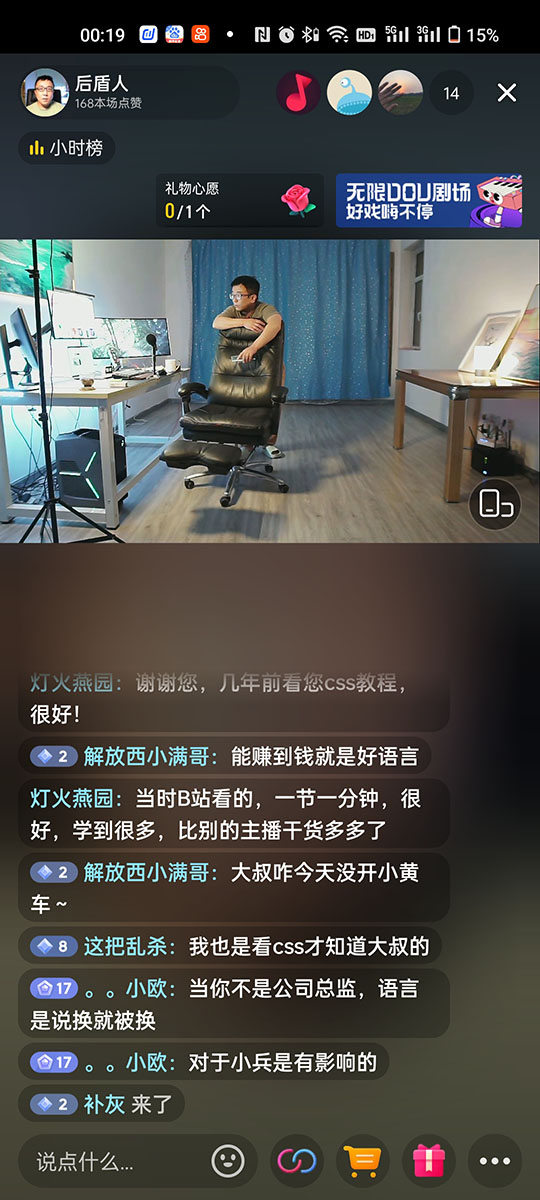 00:19
HD
5G
3G
15%
后盾人
168本场点赞
14
小时榜
礼物心愿
0/1个
无限DOU剧场
好戏嗨不停
灯火燕园：谢谢您，几年前看您css教程，
很好！
2 解放西小满哥：能赚到钱就是好语言
灯火燕园：当时B站看的，一节一分钟，很
好，学到很多，比别的主播干货多多了
2 解放西小满哥：大叔咋今天没开小黄
车~
8 这把乱杀：我也是看css才知道大叔的
17 。。小欧：当你不是公司总监，语言
是说换就被换
17 。。小欧：对于小兵是有影响的
2 补灰 来了
说点什么...